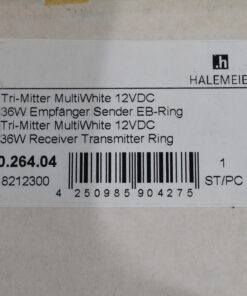 .h
HALEMEIE
Tri-Mitter MultiWhite 12VDC
36W Empfänger Sender EB-Ring
Tri-Mitter MultiWhite 12VDC
36W Receiver Transmitter Ring
0.264.04
8212300
1
4 250985 904275
ST/PC